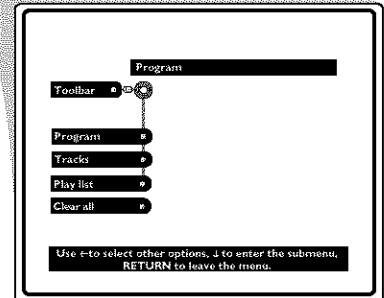 Program
Toolbar
Program
Tracks
Play list
Clear all
Use ←to select other options, ↓ to enter the submenu,
RETURN to leave the menu.